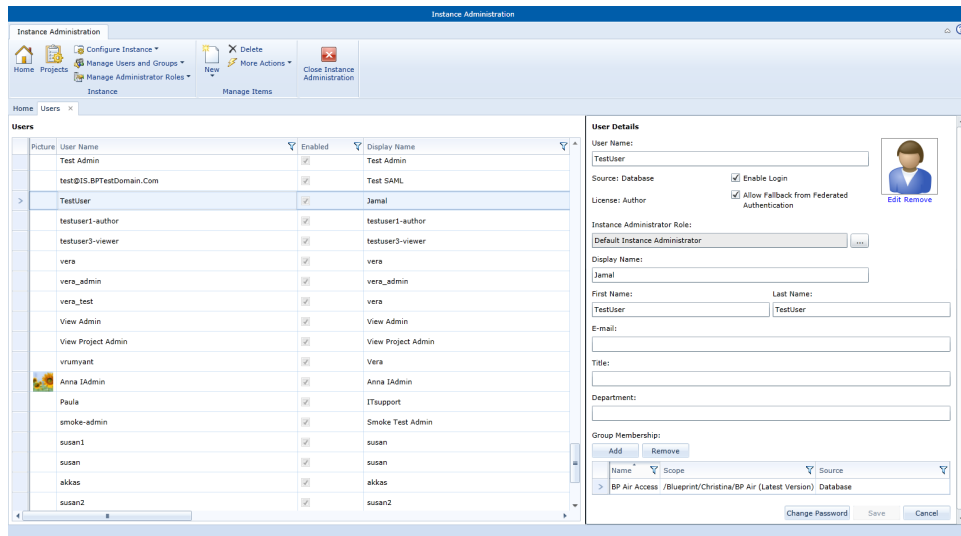 Instance Administration
Instance Administration
Home
Projects
Configure Instance
Manage Users and Groups
Manage Administrator Roles
Instance
New
Delete
More Actions
Manage Items
Close Instance
Administration
Home Users ×
Users
Picture User Name Enabled Display Name
Test Admin Test Admin
test@IS.BPTestDomain.Com Test SAML
TestUser Jamal
testuser1-author testuser1-author
testuser3-viewer testuser3-viewer
vera vera
vera_admin vera_admin
vera_test vera
View Admin View Admin
View Project Admin View Project Admin
vrumyant Vera
Anna IAdmin Anna IAdmin
Paula ITsupport
smoke-admin Smoke Test Admin
susan1 susan
susan susan
akkas akkas
susan2 susan2
User Details
User Name:
TestUser
Source: Database Enable Login
License: Author Allow Fallback from Federated
Authentication
Edit Remove
Instance Administrator Role:
Default Instance Administrator ...
Display Name:
Jamal
First Name: Last Name:
TestUser TestUser
E-mail:
Title:
Department:
Group Membership:
Add Remove
Name Scope Source
BP Air Access /Blueprint/Christina/BP Air (Latest Version) Database
Change Password Save Cancel